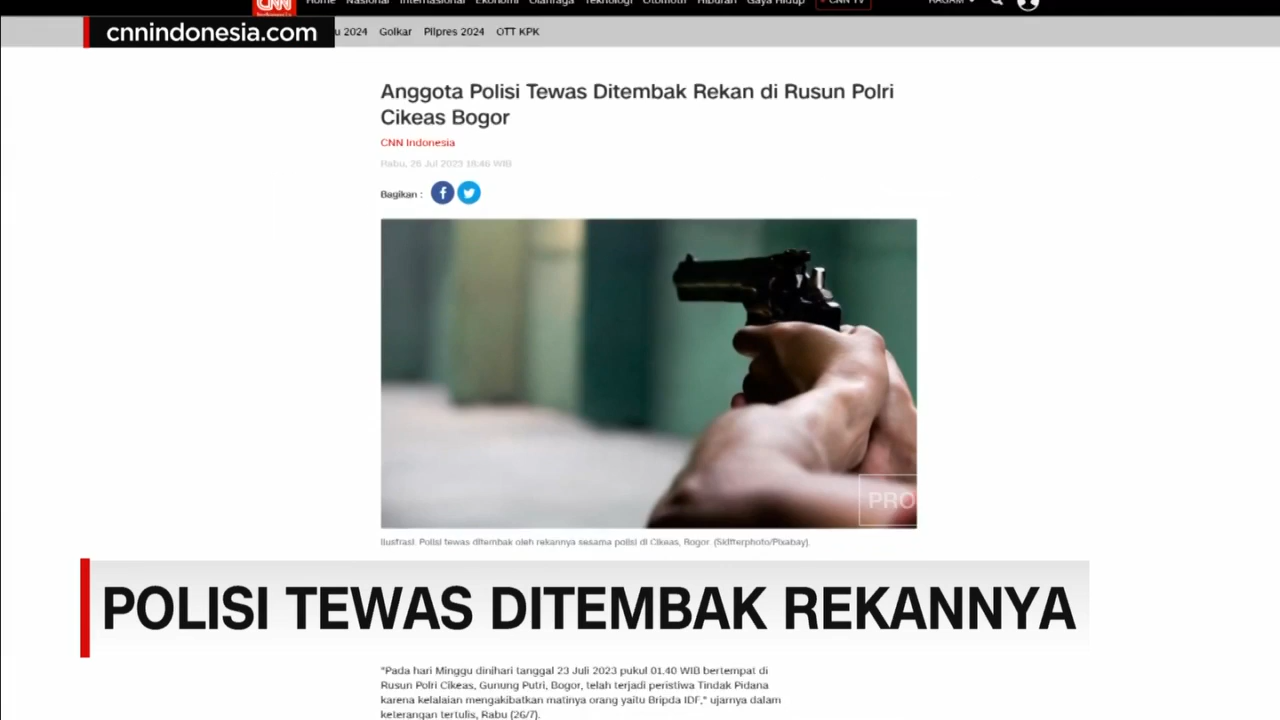 CNN
Home Nasional Internasional Ekonomi Olahraga Teknologi Otomotif Hiburan Gaya Hidup CNN TV
cnnindonesia.com
u 2024 Golkar Pilpres 2024 OTT KPK
Anggota Polisi Tewas Ditembak Rekan di Rusun Polri
Cikeas Bogor
CNN Indonesia
Rabu, 26 Jul 2023 18:46 WIB
Bagikan :
PRO
Ilustrasi. Polisi tewas ditembak oleh rekannya sesama polisi di Cikeas, Bogor. (Skitterphoto/Pixabay).
POLISI TEWAS DITEMBAK REKANNYA
"Pada hari Minggu dinihari tanggal 23 Juli 2023 pukul 01.40 WIB bertempat di
Rusun Polri Cikeas, Gunung Putri, Bogor, telah terjadi peristiwa Tindak Pidana
karena kelalaian mengakibatkan matinya orang yaitu Bripda IDF," ujarnya dalam
keterangan tertulis, Rabu (26/7).